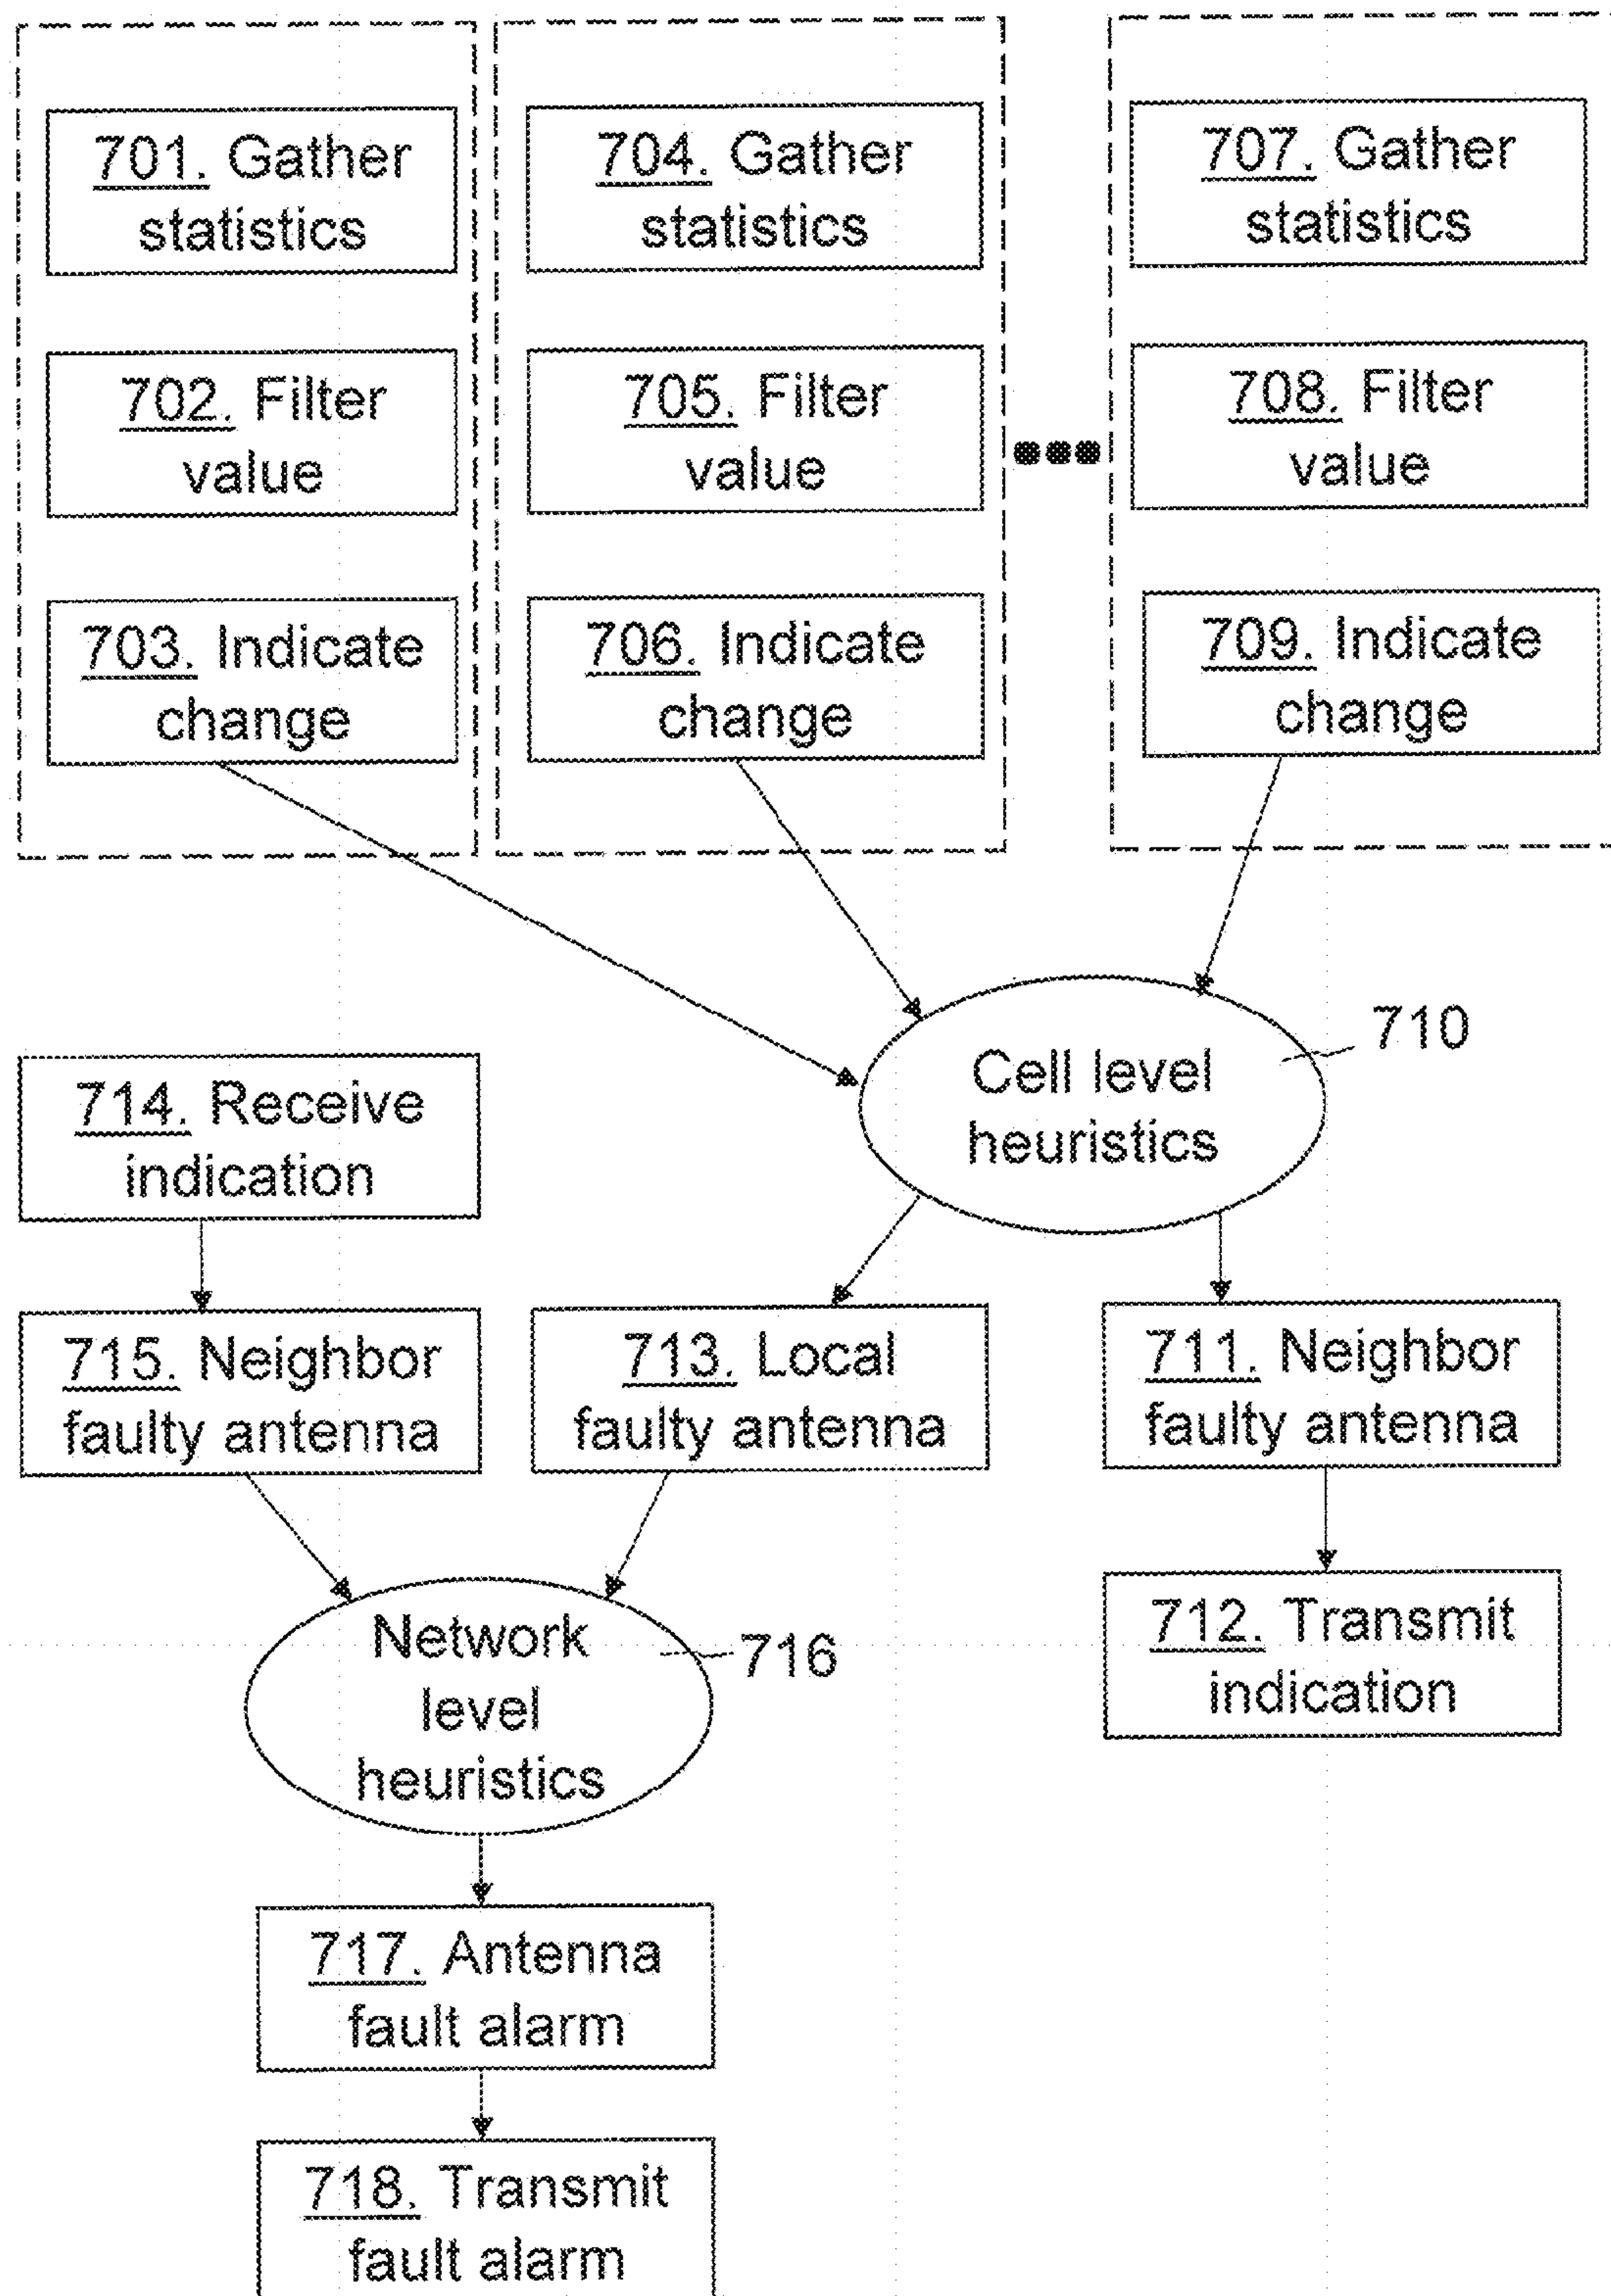 701. Gather
statistics
704. Gather
statistics
707. Gather
statistics
702. Filter
value
705. Filter
value
708. Filter
value
703. Indicate
change
706. Indicate
change
709. Indicate
change
Cell level
heuristics
710
714. Receive
indication
715. Neighbor
faulty antenna
713. Local
faulty antenna
711. Neighbor
faulty antenna
Network
level
heuristics
716
712. Transmit
indication
717. Antenna
fault alarm
718. Transmit
fault alarm